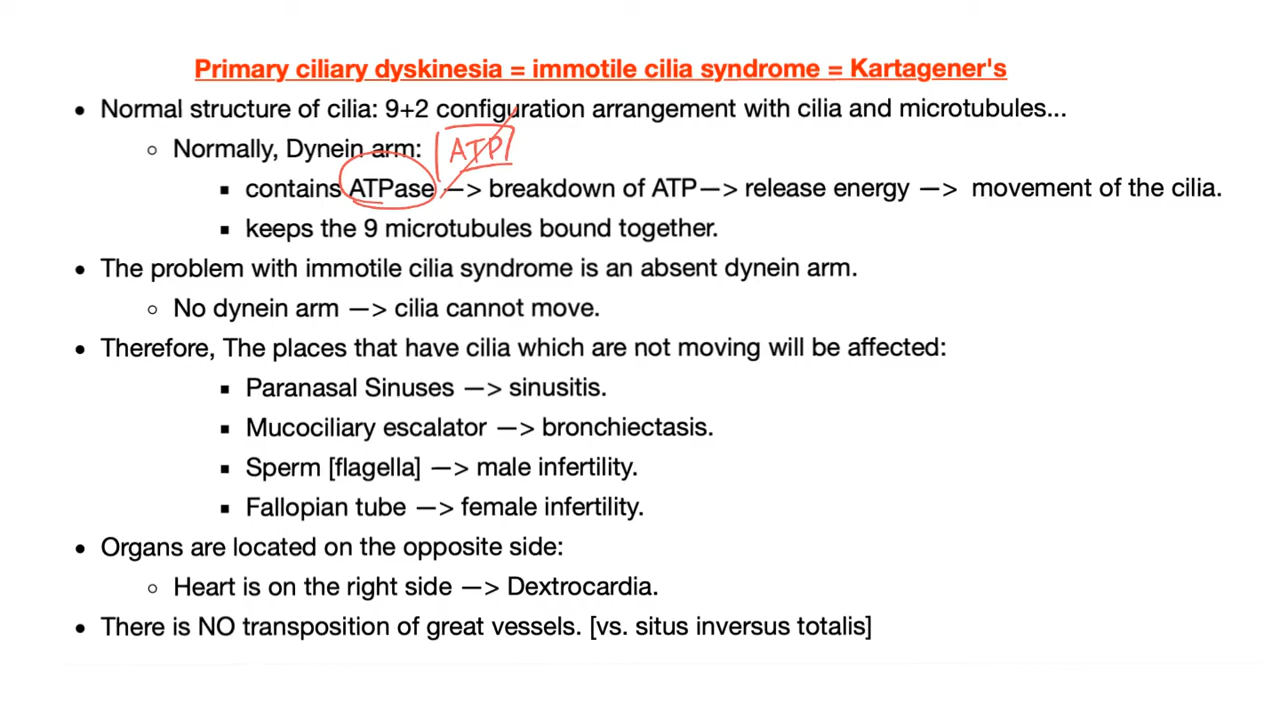 Primary ciliary dyskinesia = immotile cilia syndrome = Kartagener's
• Normal structure of cilia: 9+2 configuration arrangement with cilia and microtubules...
◦ Normally, Dynein arm: ATP
▪ contains ATPase —> breakdown of ATP—> release energy —> movement of the cilia.
▪ keeps the 9 microtubules bound together.
• The problem with immotile cilia syndrome is an absent dynein arm.
◦ No dynein arm —> cilia cannot move.
• Therefore, The places that have cilia which are not moving will be affected:
▪ Paranasal Sinuses —> sinusitis.
▪ Mucociliary escalator —> bronchiectasis.
▪ Sperm [flagella] —> male infertility.
▪ Fallopian tube —> female infertility.
• Organs are located on the opposite side:
◦ Heart is on the right side —> Dextrocardia.
• There is NO transposition of great vessels. [vs. situs inversus totalis]